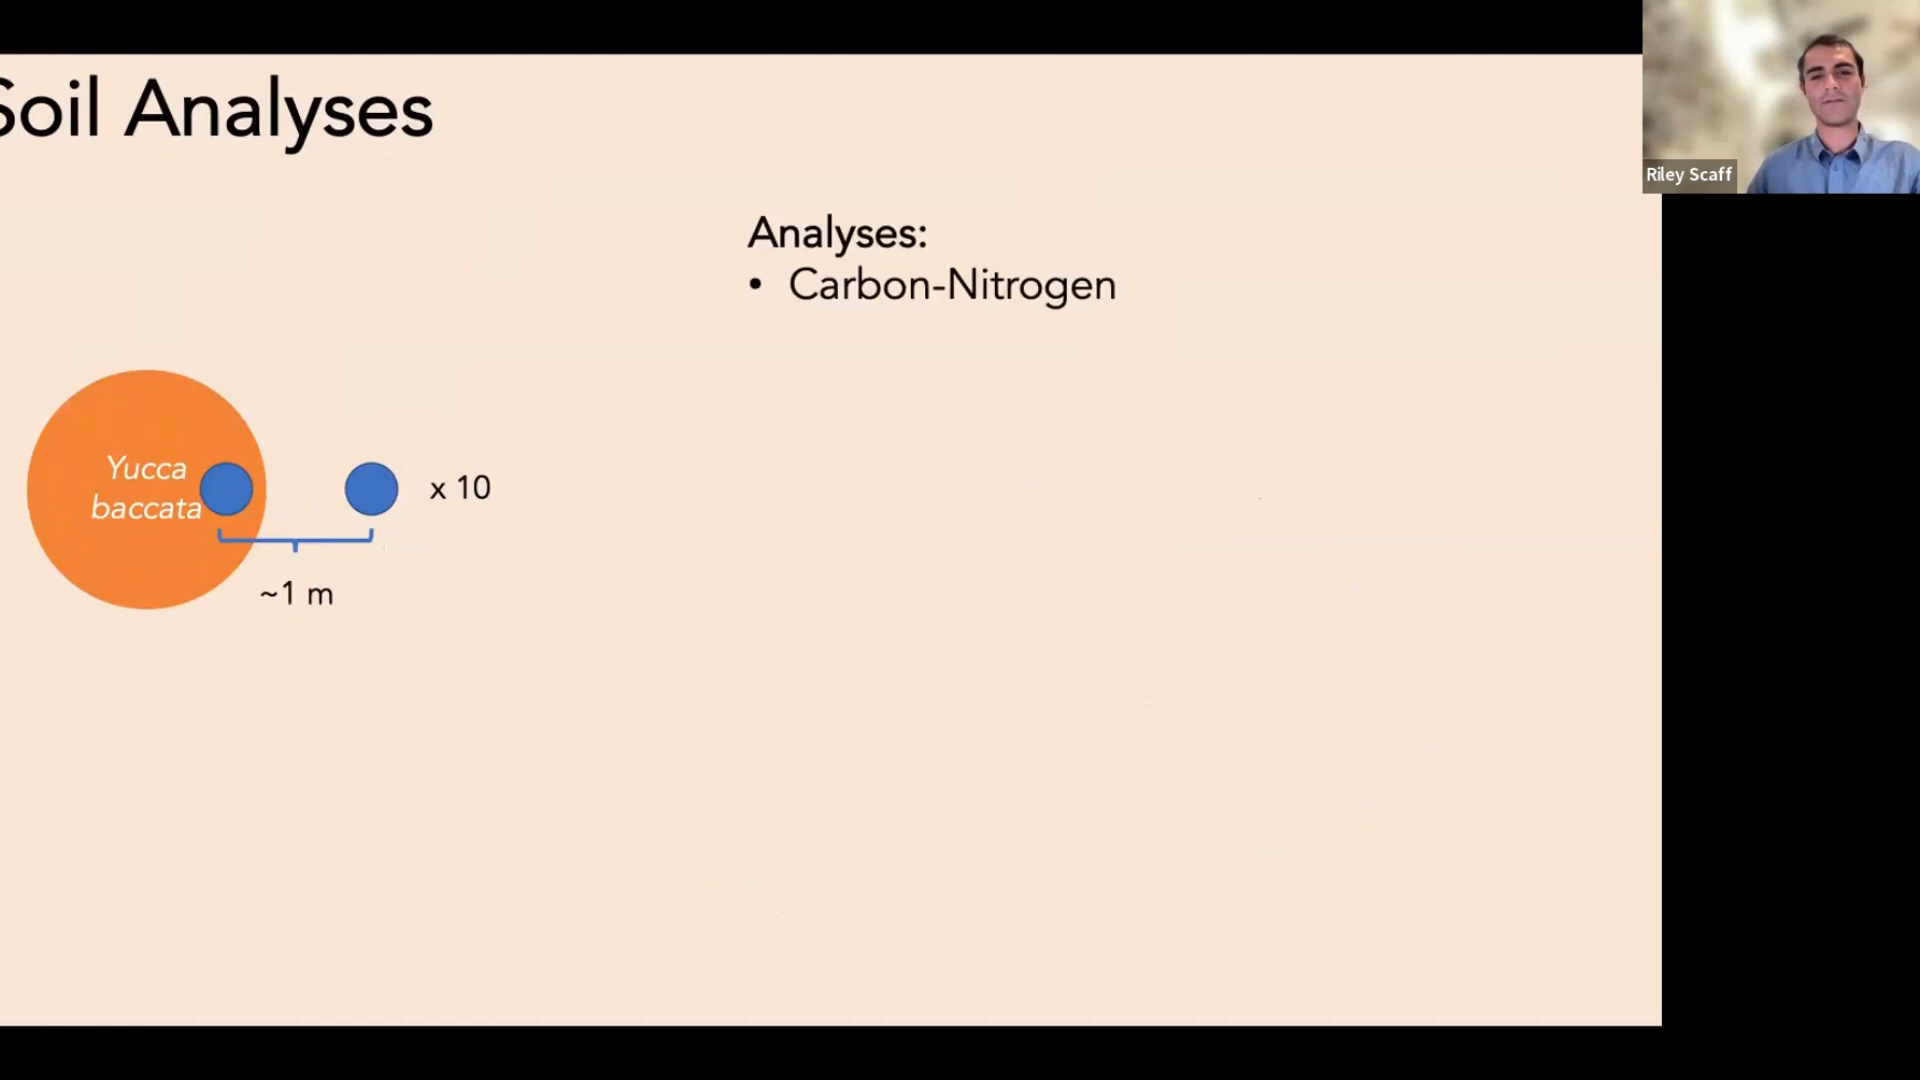 Soil Analyses
Riley Scaff
Analyses:
• Carbon-Nitrogen
Yucca
baccata
x 10
~1 m